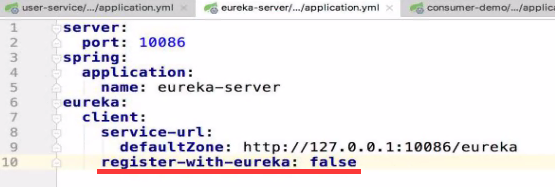 user-service/.../application.yml eureka-server/.../application.yml consumer-demo/.../applic
1 server:
2   port: 10086
3 spring:
4   application:
5     name: eureka-server
6 eureka:
7   client:
8     service-url:
9       defaultZone: http://127.0.0.1:10086/eureka
10     register-with-eureka: false